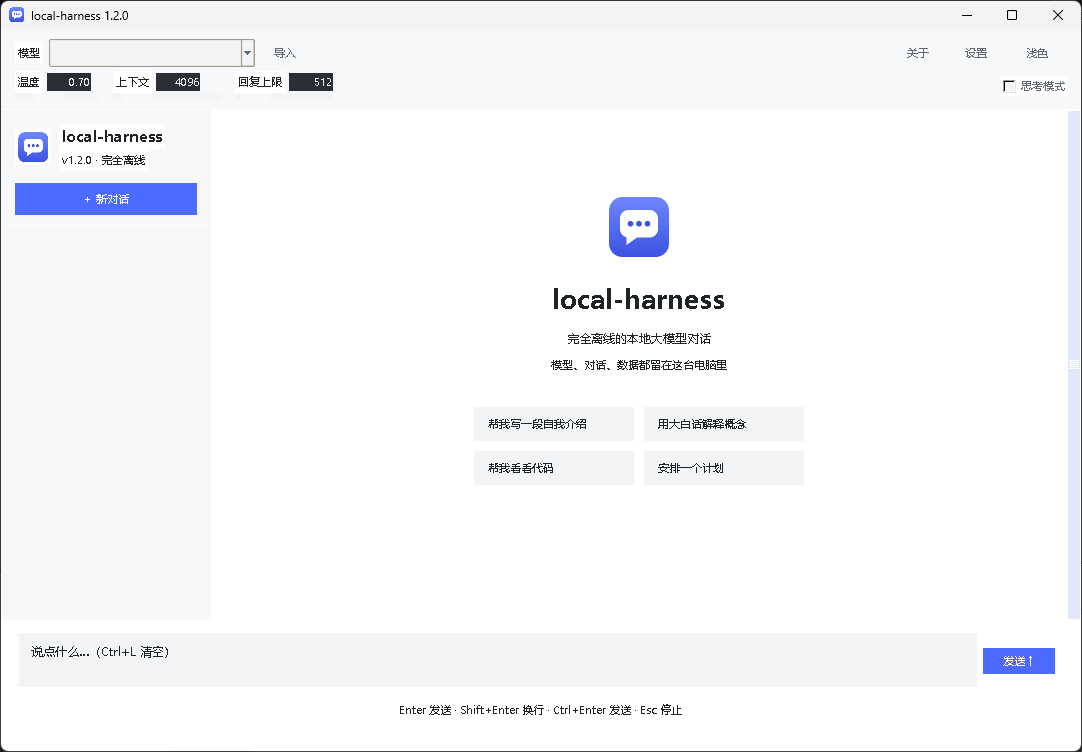 local-harness 1.2.0
模型 导入 关于 设置 浅色
温度 0.70 上下文 4096 回复上限 512 思考模式
local-harness
v1.2.0 · 完全离线
+ 新对话
local-harness
完全离线的本地大模型对话
模型、对话、数据都留在这台电脑里
帮我写一段自我介绍 用大白话解释概念
帮我看看代码 安排一个计划
说点什么... (Ctrl+L 清空)
发送↑
Enter 发送 · Shift+Enter 换行 · Ctrl+Enter 发送 · Esc 停止